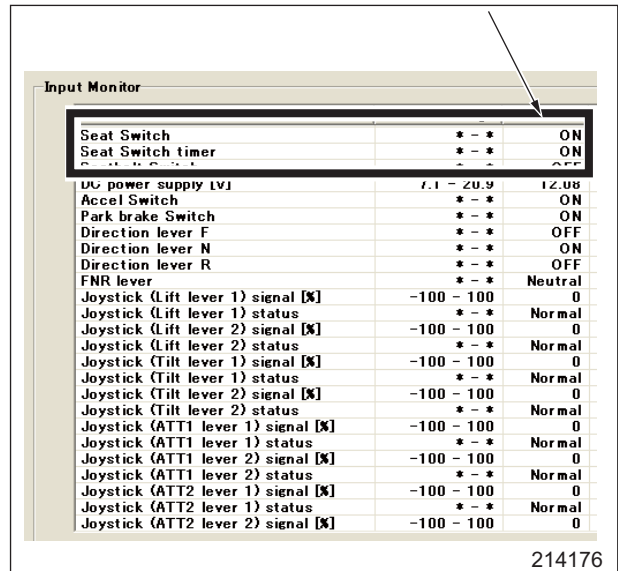 Input Monitor
Seat Switch * - * ON
Seat Switch timer * - * ON
DC power supply [V] 7.1 - 20.9 12.08
Accel Switch * - * ON
Park brake Switch * - * ON
Direction lever F * - * OFF
Direction lever N * - * ON
Direction lever R * - * OFF
FNR lever * - * Neutral
Joystick (Lift lever 1) signal [%] -100 - 100 0
Joystick (Lift lever 1) status * - * Normal
Joystick (Lift lever 2) signal [%] -100 - 100 0
Joystick (Lift lever 2) status * - * Normal
Joystick (Tilt lever 1) signal [%] -100 - 100 0
Joystick (Tilt lever 1) status * - * Normal
Joystick (Tilt lever 2) signal [%] -100 - 100 0
Joystick (Tilt lever 2) status * - * Normal
Joystick (ATT1 lever 1) signal [%] -100 - 100 0
Joystick (ATT1 lever 1) status * - * Normal
Joystick (ATT1 lever 2) signal [%] -100 - 100 0
Joystick (ATT1 lever 2) status * - * Normal
Joystick (ATT2 lever 1) signal [%] -100 - 100 0
Joystick (ATT2 lever 1) status * - * Normal
Joystick (ATT2 lever 2) signal [%] -100 - 100 0
214176